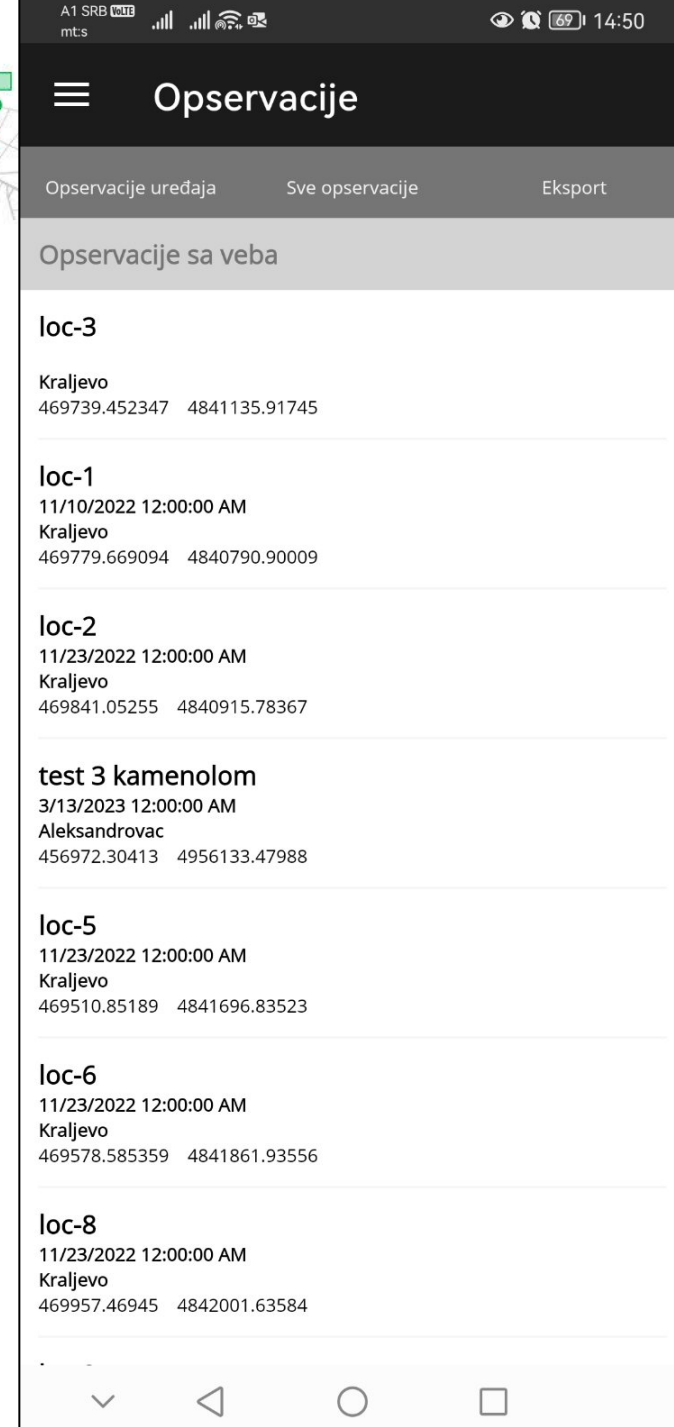 A1 SRB VoLTE
mt:s
69 14:50
Opservacije
Opservacije uređaja Sve opservacije Eksport
Opservacije sa veba
loc-3
Kraljevo
469739.452347 4841135.91745
loc-1
11/10/2022 12:00:00 AM
Kraljevo
469779.669094 4840790.90009
loc-2
11/23/2022 12:00:00 AM
Kraljevo
469841.05255 4840915.78367
test 3 kamenolom
3/13/2023 12:00:00 AM
Aleksandrovac
456972.30413 4956133.47988
loc-5
11/23/2022 12:00:00 AM
Kraljevo
469510.85189 4841696.83523
loc-6
11/23/2022 12:00:00 AM
Kraljevo
469578.585359 4841861.93556
loc-8
11/23/2022 12:00:00 AM
Kraljevo
469957.46945 4842001.63584